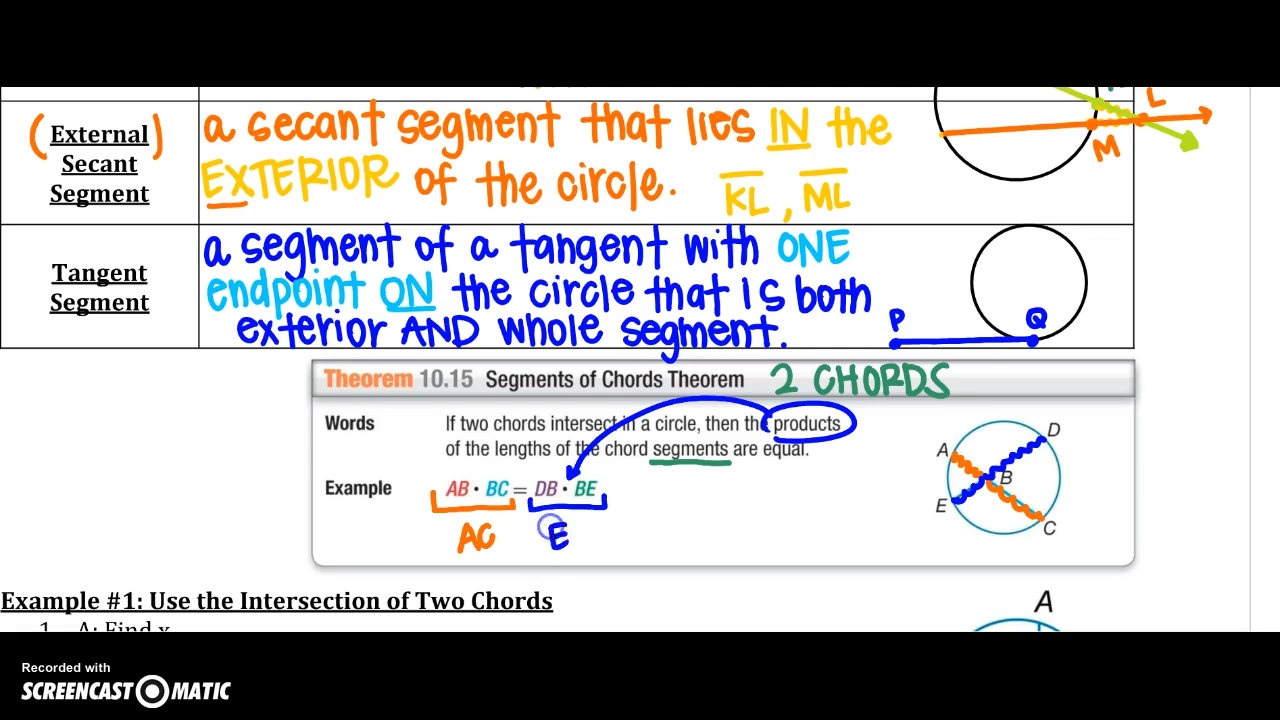 (External)
Secant
Segment
a secant segment that lies IN the
EXTERIOR of the circle. KL, ML
L
M
Tangent
Segment
a segment of a tangent with ONE
endpoint ON the circle that is both
exterior AND whole segment.
P
Q
Theorem 10.15 Segments of Chords Theorem 2 CHORDS
Words
If two chords intersect in a circle, then the products
of the lengths of the chord segments are equal.
Example
AB · BC = DB · BE
AC
E
A
D
B
E
C
Example #1: Use the Intersection of Two Chords
1. A: Find x
A
Recorded with
SCREENCAST-O-MATIC